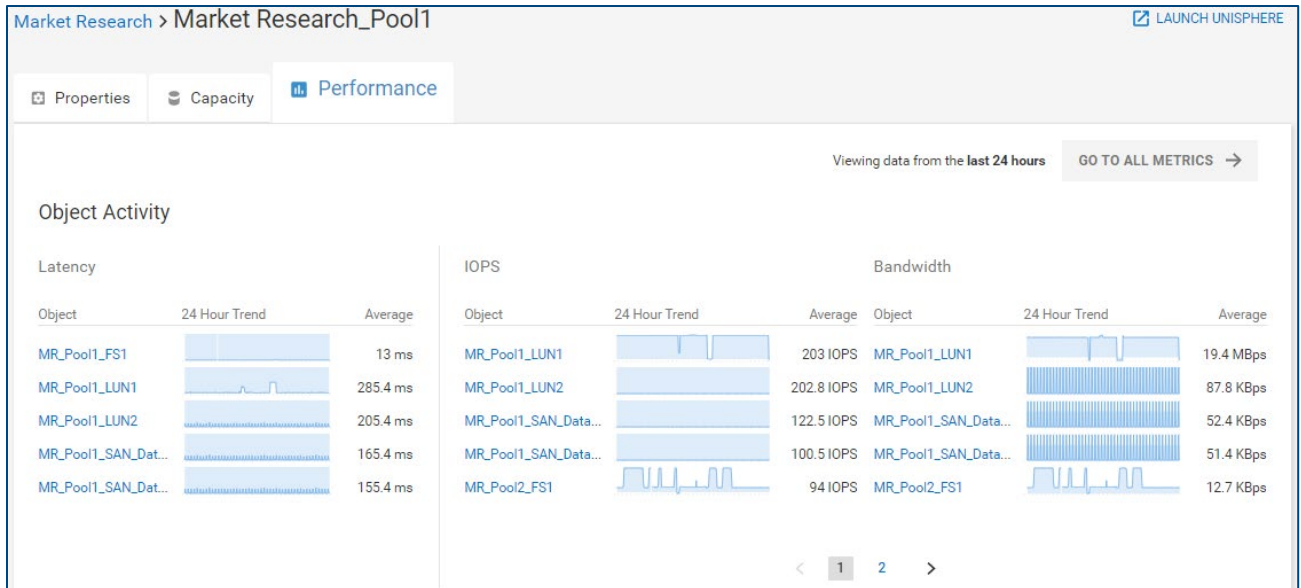 Market Research > Market Research_Pool1
LAUNCH UNISPHERE
Properties
Capacity
Performance
Viewing data from the last 24 hours
GO TO ALL METRICS →
Object Activity
Latency
Object 24 Hour Trend Average
MR_Pool1_FS1 13 ms
MR_Pool1_LUN1 285.4 ms
MR_Pool1_LUN2 205.4 ms
MR_Pool1_SAN_Dat... 165.4 ms
MR_Pool1_SAN_Dat... 155.4 ms
IOPS
Object 24 Hour Trend Average
MR_Pool1_LUN1 203 IOPS
MR_Pool1_LUN2 202.8 IOPS
MR_Pool1_SAN_Data... 122.5 IOPS
MR_Pool1_SAN_Data... 100.5 IOPS
MR_Pool2_FS1 94 IOPS
Bandwidth
Object 24 Hour Trend Average
MR_Pool1_LUN1 19.4 MBps
MR_Pool1_LUN2 87.8 KBps
MR_Pool1_SAN_Data... 52.4 KBps
MR_Pool1_SAN_Data... 51.4 KBps
MR_Pool2_FS1 12.7 KBps
< 1 2 >